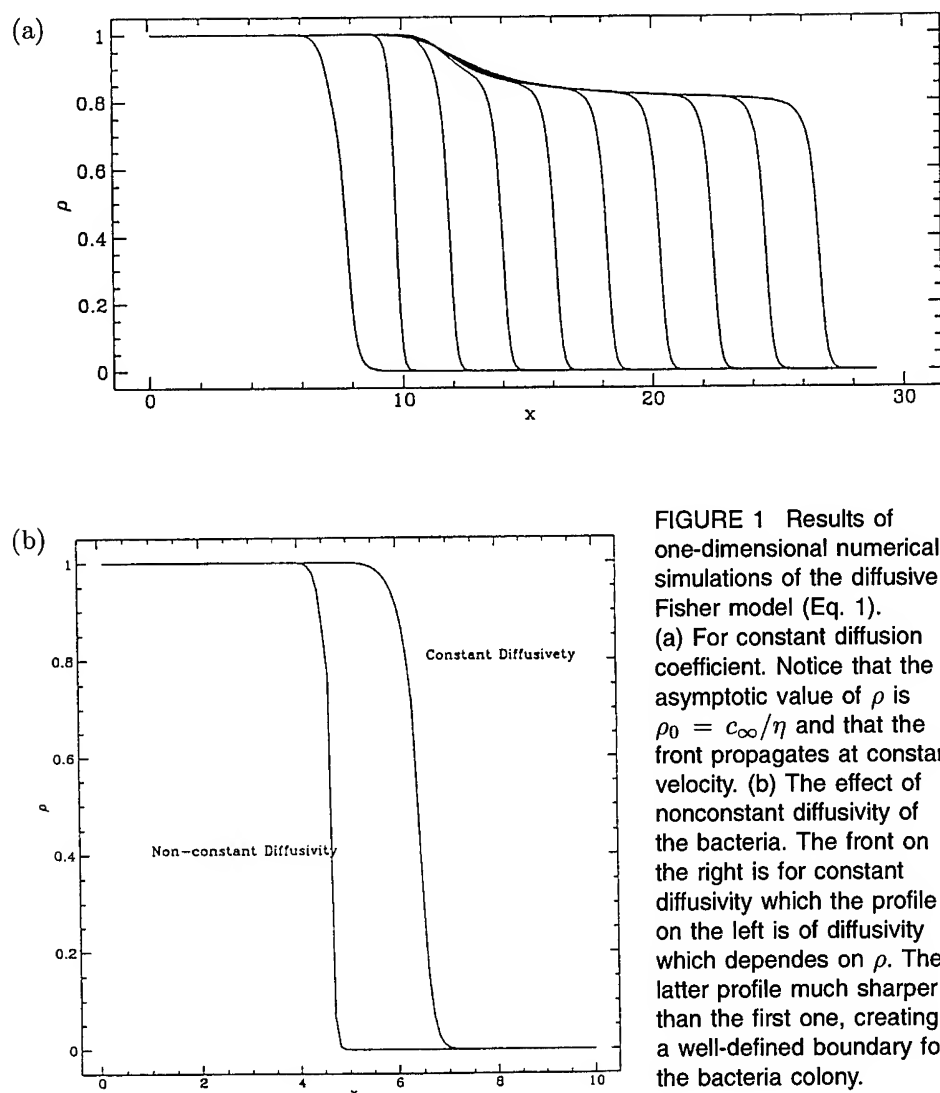 (a)
1
0.8
0.6
ρ
0.4
0.2
0
0
10
20
30
x
(b)
1
0.8
0.6
ρ
0.4
0.2
0
Constant Diffusivety
Non-constant Diffusivity
0
2
4
6
8
10
FIGURE 1 Results of
one-dimensional numerical
simulations of the diffusive
Fisher model (Eq. 1).
(a) For constant diffusion
coefficient. Notice that the
asymptotic value of ρ is
ρ₀ = c∞/η and that the
front propagates at constan
velocity. (b) The effect of
nonconstant diffusivity of
the bacteria. The front on
the right is for constant
diffusivity which the profile
on the left is of diffusivity
which dependes on ρ. The
latter profile much sharper
than the first one, creating
a well-defined boundary fo
the bacteria colony.